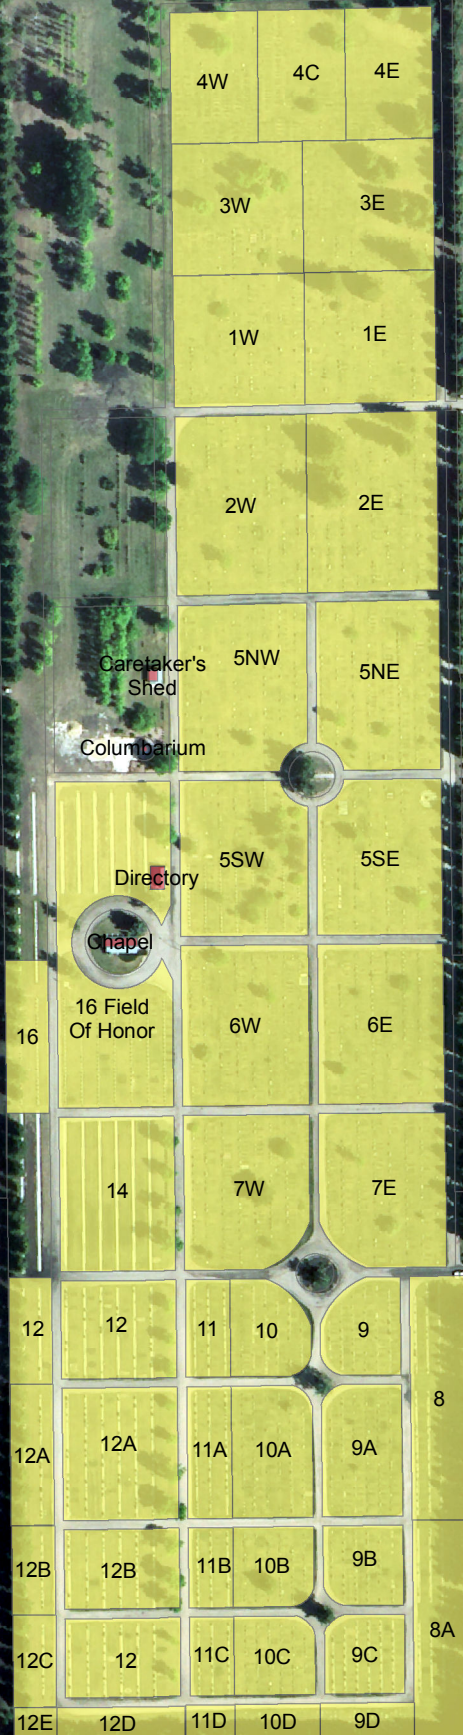 4W
4C
4E
3W
3E
1W
1E
2W
2E
5NW
5NE
Caretaker's
Shed
Columbarium
5SW
5SE
Directory
Chapel
16
16 Field
Of Honor
6W
6E
14
7W
7E
12
12
11
10
9
8
12A
12A
11A
10A
9A
12B
12B
11B
10B
9B
8A
12C
12
11C
10C
9C
12E
12D
11D
10D
9D